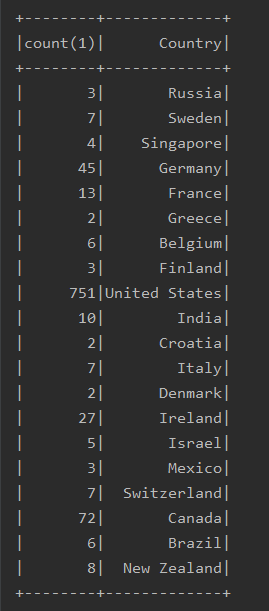 +--------+-------------+
|count(1)|      Country|
+--------+-------------+
|       3|       Russia|
|       7|       Sweden|
|       4|    Singapore|
|      45|      Germany|
|      13|       France|
|       2|       Greece|
|       6|      Belgium|
|       3|      Finland|
|     751|United States|
|      10|        India|
|       2|      Croatia|
|       7|        Italy|
|       2|      Denmark|
|      27|      Ireland|
|       5|       Israel|
|       3|       Mexico|
|       7|  Switzerland|
|      72|       Canada|
|       6|       Brazil|
|       8|  New Zealand|
+--------+-------------+